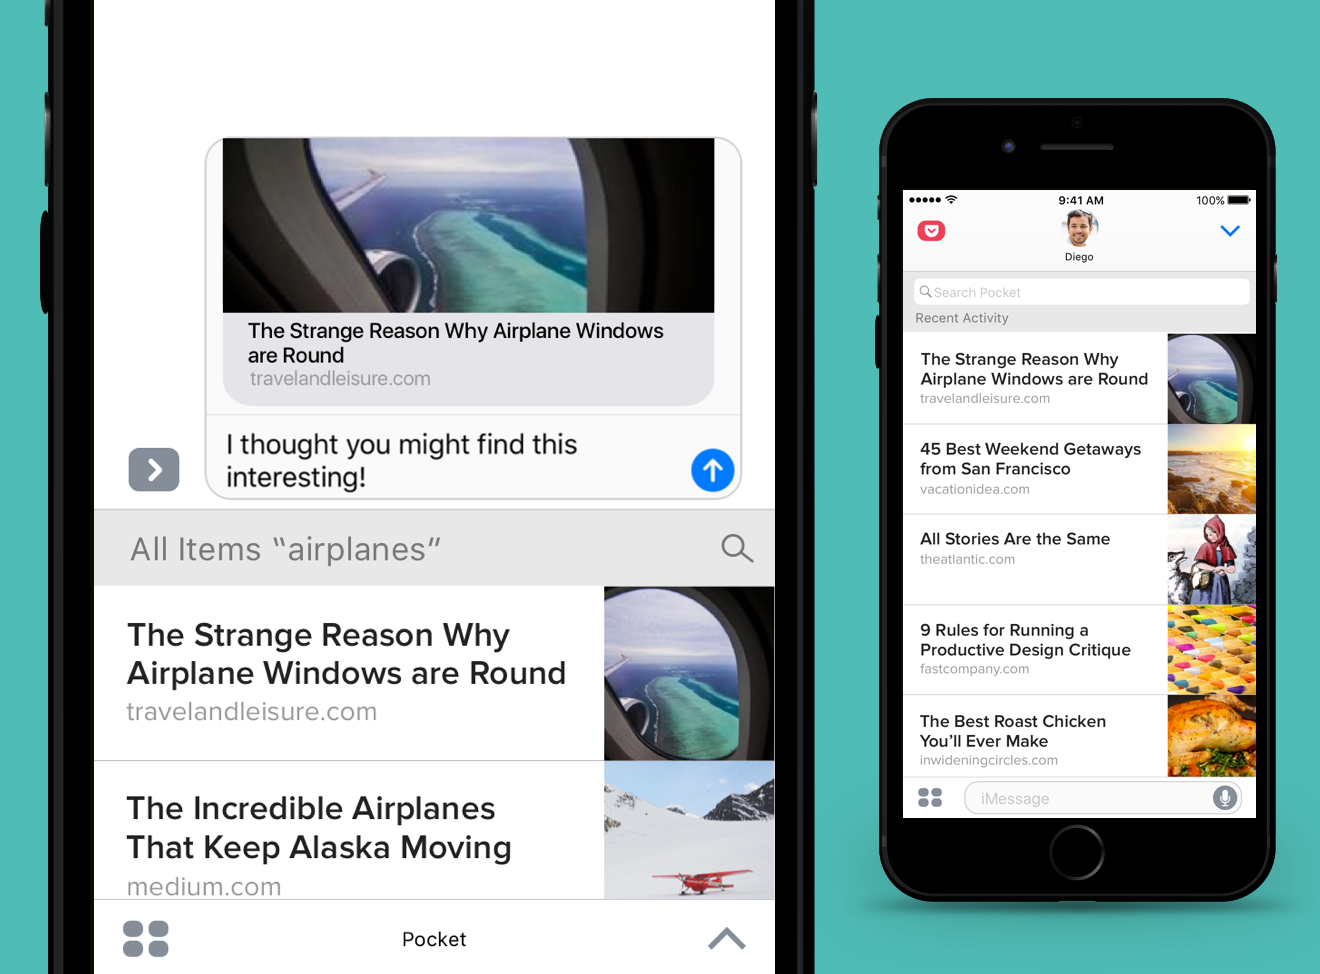 The Strange Reason Why Airplane Windows
are Round
travelandleisure.com
I thought you might find this
interesting!
All Items “airplanes”
The Strange Reason Why
Airplane Windows are Round
travelandleisure.com
The Incredible Airplanes
That Keep Alaska Moving
medium.com
Pocket
9:41 AM
100%
Diego
Search Pocket
Recent Activity
The Strange Reason Why
Airplane Windows are Round
travelandleisure.com
45 Best Weekend Getaways
from San Francisco
vacationidea.com
All Stories Are the Same
theatlantic.com
9 Rules for Running a
Productive Design Critique
fastcompany.com
The Best Roast Chicken
You’ll Ever Make
inwideningcircles.com
iMessage